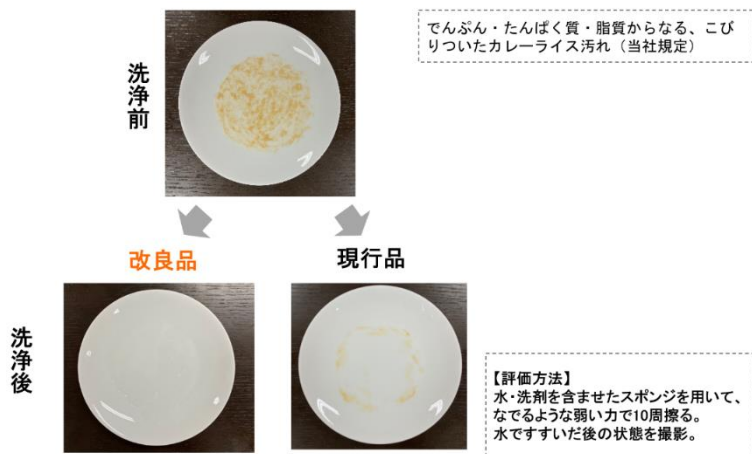 でんぷん・たんぱく質・脂質からなる、こび
りついたカレーライス汚れ（当社規定）
洗浄前
改良品
現行品
洗浄後
【評価方法】
水・洗剤を含ませたスポンジを用いて、
なでるような弱い力で10周擦る。
水ですすいだ後の状態を撮影。